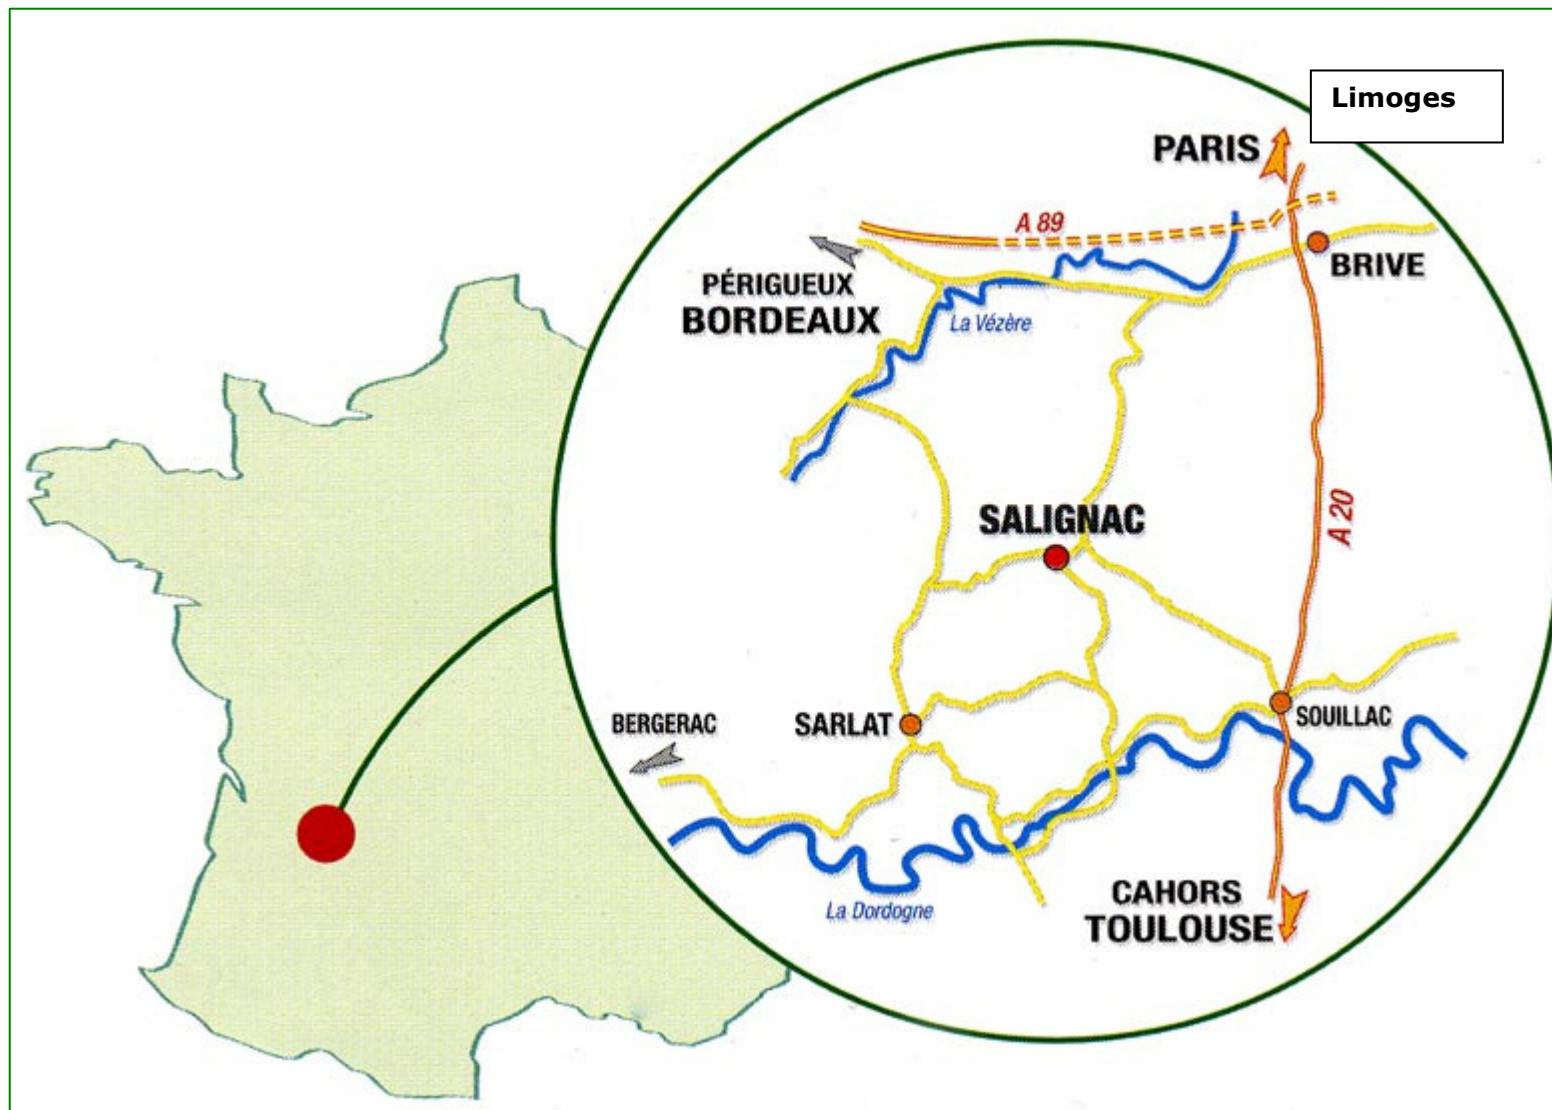 Limoges
PARIS
A 89
BRIVE
PÉRIGUEUX
BORDEAUX
La Vézère
A 20
SALIGNAC
BERGERAC
SARLAT
SOUILLAC
La Dordogne
CAHORS
TOULOUSE